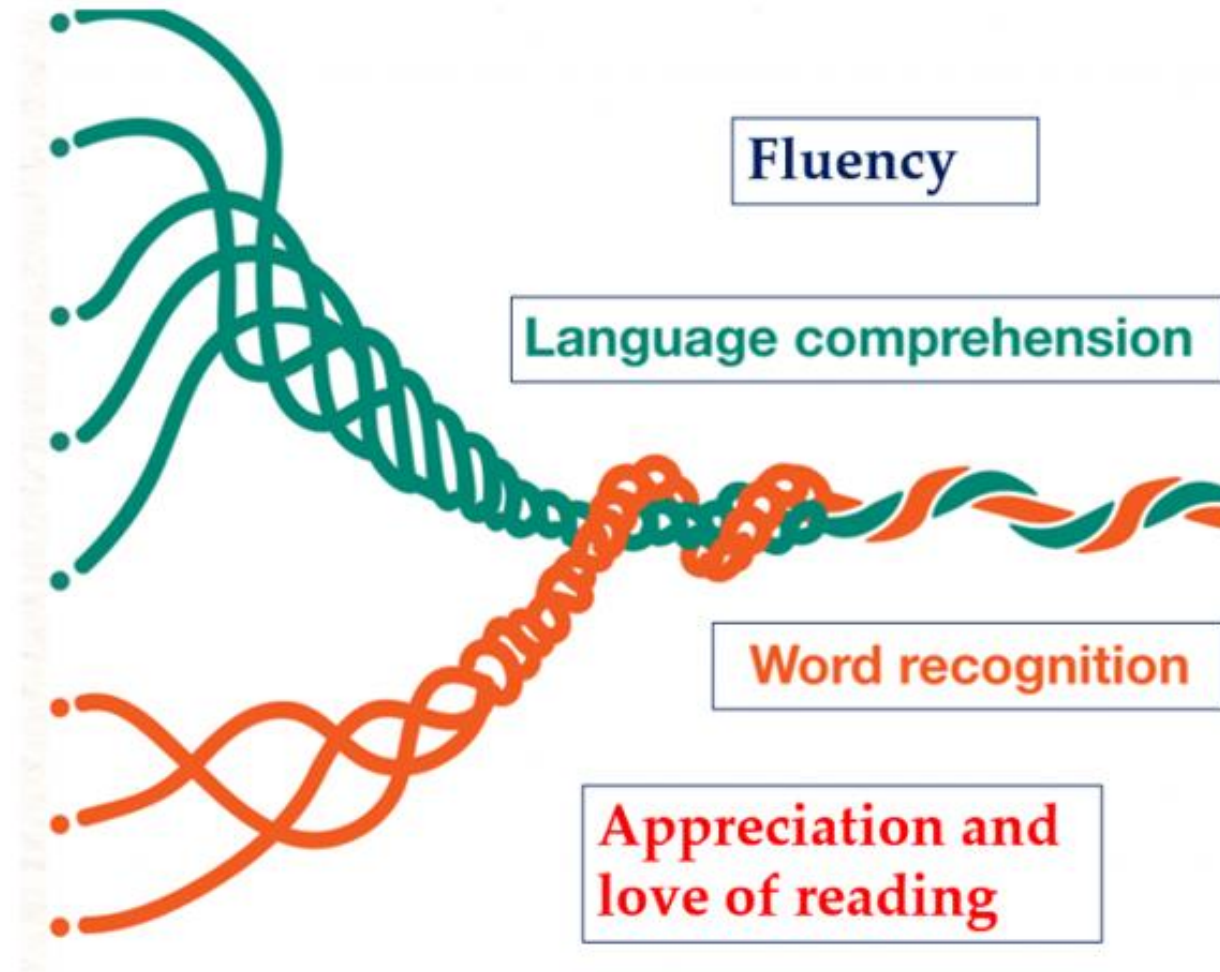 Fluency
Language comprehension
Word recognition
Appreciation and
love of reading